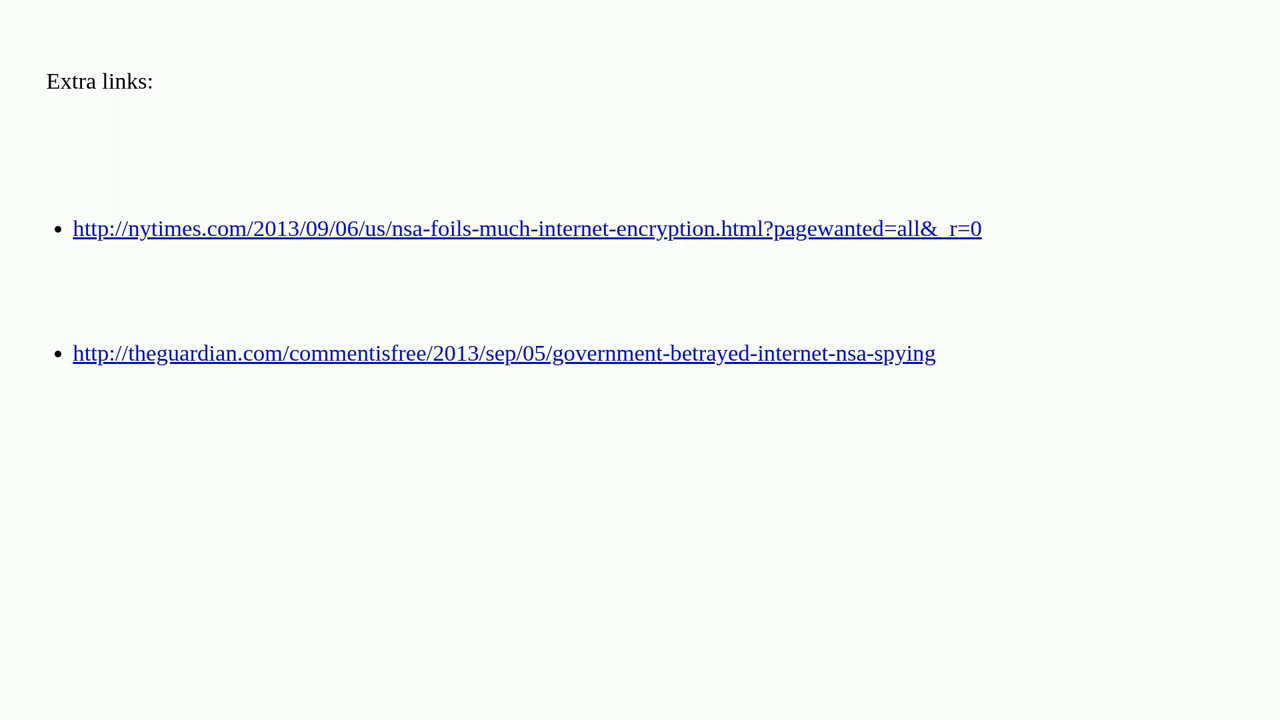 Extra links:
• http://nytimes.com/2013/09/06/us/nsa-foils-much-internet-encryption.html?pagewanted=all&_r=0
• http://theguardian.com/commentisfree/2013/sep/05/government-betrayed-internet-nsa-spying